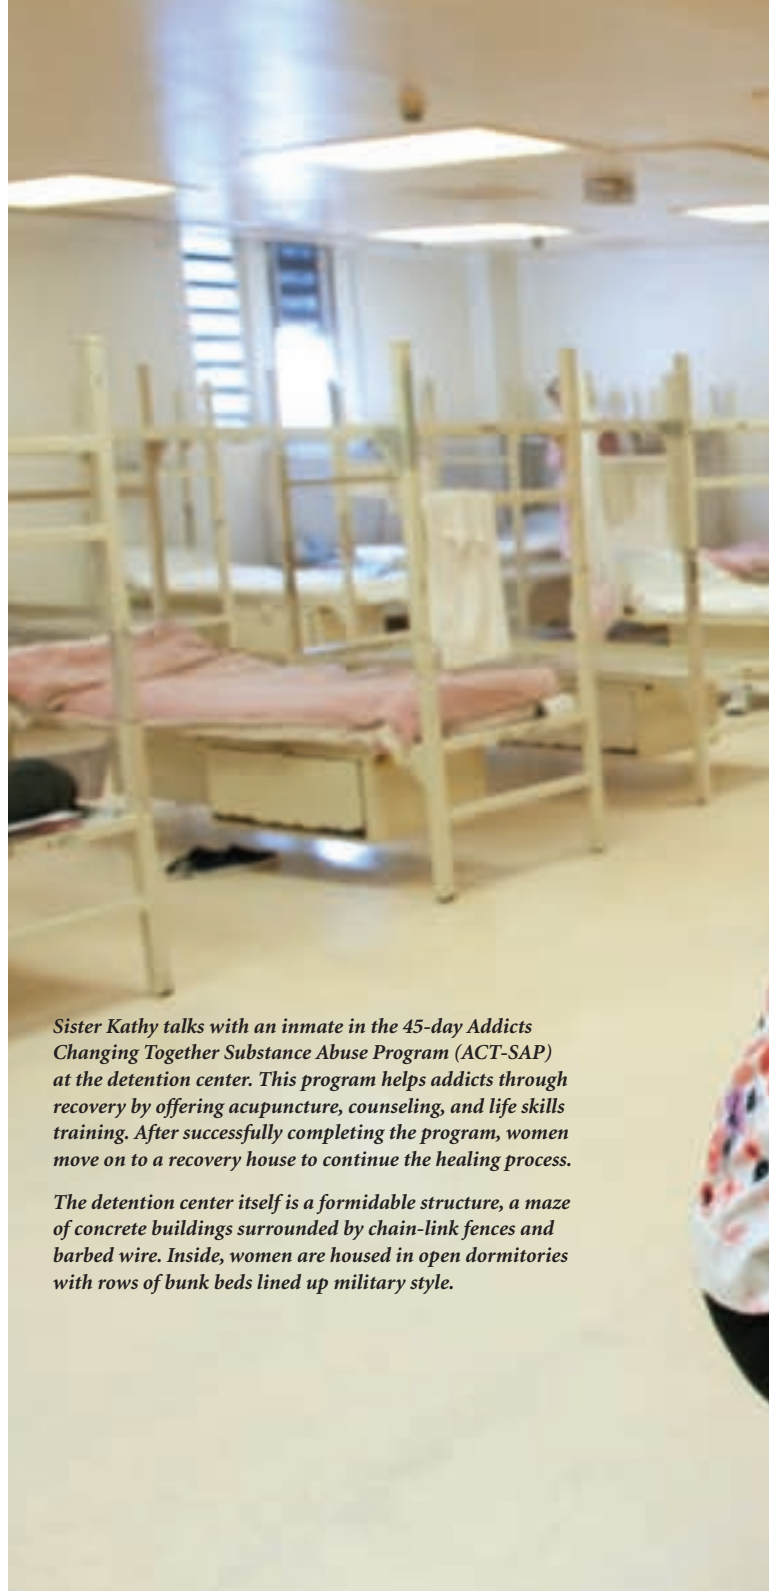 Sister Kathy talks with an inmate in the 45-day Addicts
Changing Together Substance Abuse Program (ACT-SAP)
at the detention center. This program helps addicts through
recovery by offering acupuncture, counseling, and life skills
training. After successfully completing the program, women
move on to a recovery house to continue the healing process.
The detention center itself is a formidable structure, a maze
of concrete buildings surrounded by chain-link fences and
barbed wire. Inside, women are housed in open dormitories
with rows of bunk beds lined up military style.